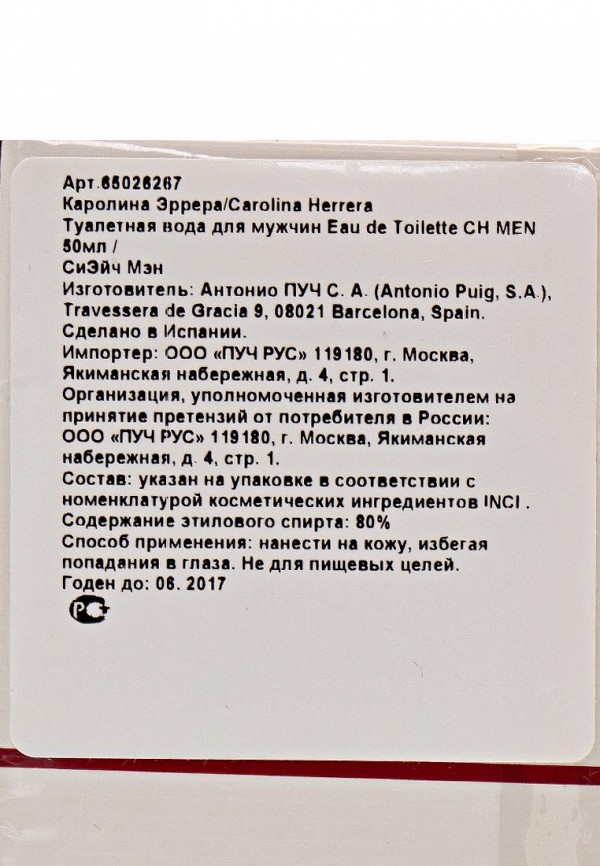 Арт.65026267
Каролина Эррера/Carolina Herrera
Туалетная вода для мужчин Eau de Toilette CH MEN
50мл /
СиЭйч Мэн
Изготовитель: Антонио ПУЧ С. А. (Antonio Puig, S.A.),
Travessera de Gracia 9, 08021 Barcelona, Spain.
Сделано в Испании.
Импортер: ООО «ПУЧ РУС» 119180, г. Москва,
Якиманская набережная, д. 4, стр. 1.
Организация, уполномоченная изготовителем на
принятие претензий от потребителя в России:
ООО «ПУЧ РУС» 119180, г. Москва, Якиманская
набережная, д. 4, стр. 1.
Состав: указан на упаковке в соответствии с
номенклатурой косметических ингредиентов INCI .
Содержание этилового спирта: 80%
Способ применения: нанести на кожу, избегая
попадания в глаза. Не для пищевых целей.
Годен до: 06. 2017